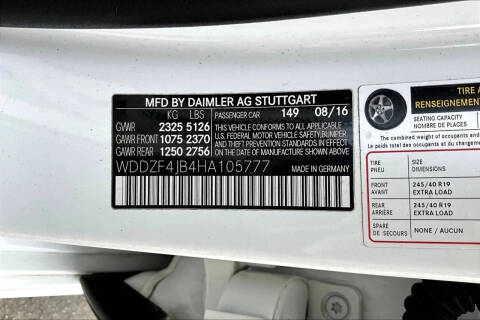 MFD BY DAIMLER AG STUTTGART
KG LBS PASSENGER CAR 149 08/16
GVWR 2325 5126 THIS VEHICLE CONFORMS TO ALL APPLICABLE
GAWR FRONT 1075 2370 U.S. FEDERAL MOTOR VEHICLE SAFETY, BUMPER
GAWR REAR 1250 2756 AND THEFT PREVENTION STANDARDS IN EFFECT
ON THE DATE OF MANUFACTURE SHOWN ABOVE.
WDDZF4JB4HA105777 MADE IN GERMANY
TIRE
RENSEIGNEMEN
SEATING CAPACITY
NOMBRE DE PLACES
The combined weight of occupants and
Le poids total des occupants et
TIRE SIZE
PNEU DIMENSIONS
FRONT 245/40 R19
AVANT EXTRA LOAD
REAR 245/40 R19
ARRIÈRE EXTRA LOAD
SPARE NONE / AUCUN
DE SECOURS